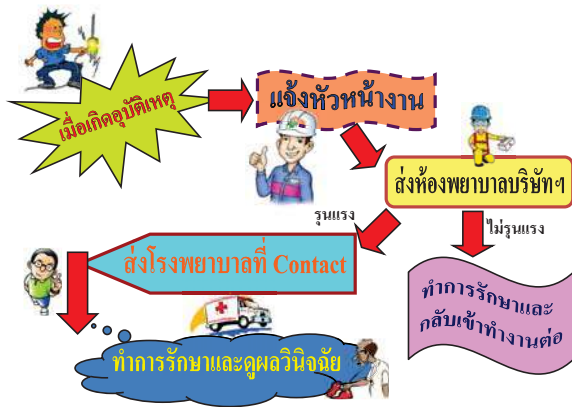 เมื่อเกิดอุบัติเหตุ
แจ้งหัวหน้างาน
ส่งห้องพยาบาลบริษัทฯ
รุนแรง
ไม่รุนแรง
ส่งโรงพยาบาลที่ Contact
ทำการรักษาและ
กลับเข้าทำงานต่อ
ทำการรักษาและดูผลวินิจฉัย